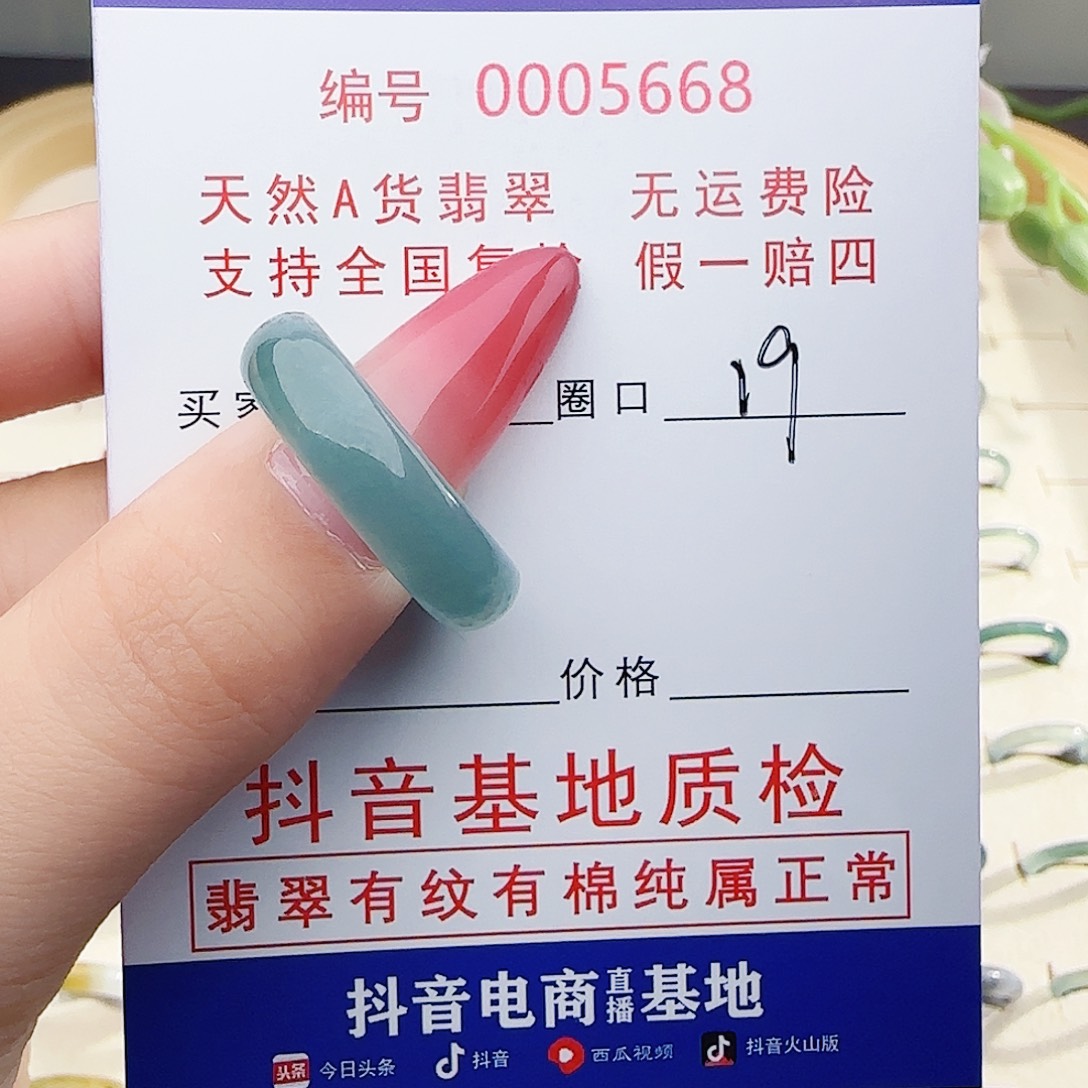 编号 0005668
天然A货翡翠 无运费险
支持全国 假一赔四
买 圈口 19
价格
抖音基地质检
翡翠有纹有棉纯属正常
抖音电商直播基地
头条 今日头条 抖音 西瓜视频 抖音火山版